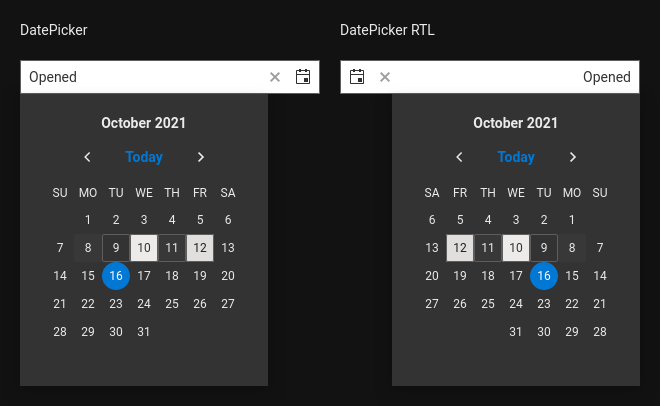 DatePicker
Opened
October 2021
Today
SU MO TU WE TH FR SA
1 2 3 4 5 6
7 8 9 10 11 12 13
14 15 16 17 18 19 20
21 22 23 24 25 26 27
28 29 30 31
DatePicker RTL
Opened
October 2021
Today
SA FR TH WE TU MO SU
6 5 4 3 2 1
13 12 11 10 9 8 7
20 19 18 17 16 15 14
27 26 25 24 23 22 21
31 30 29 28